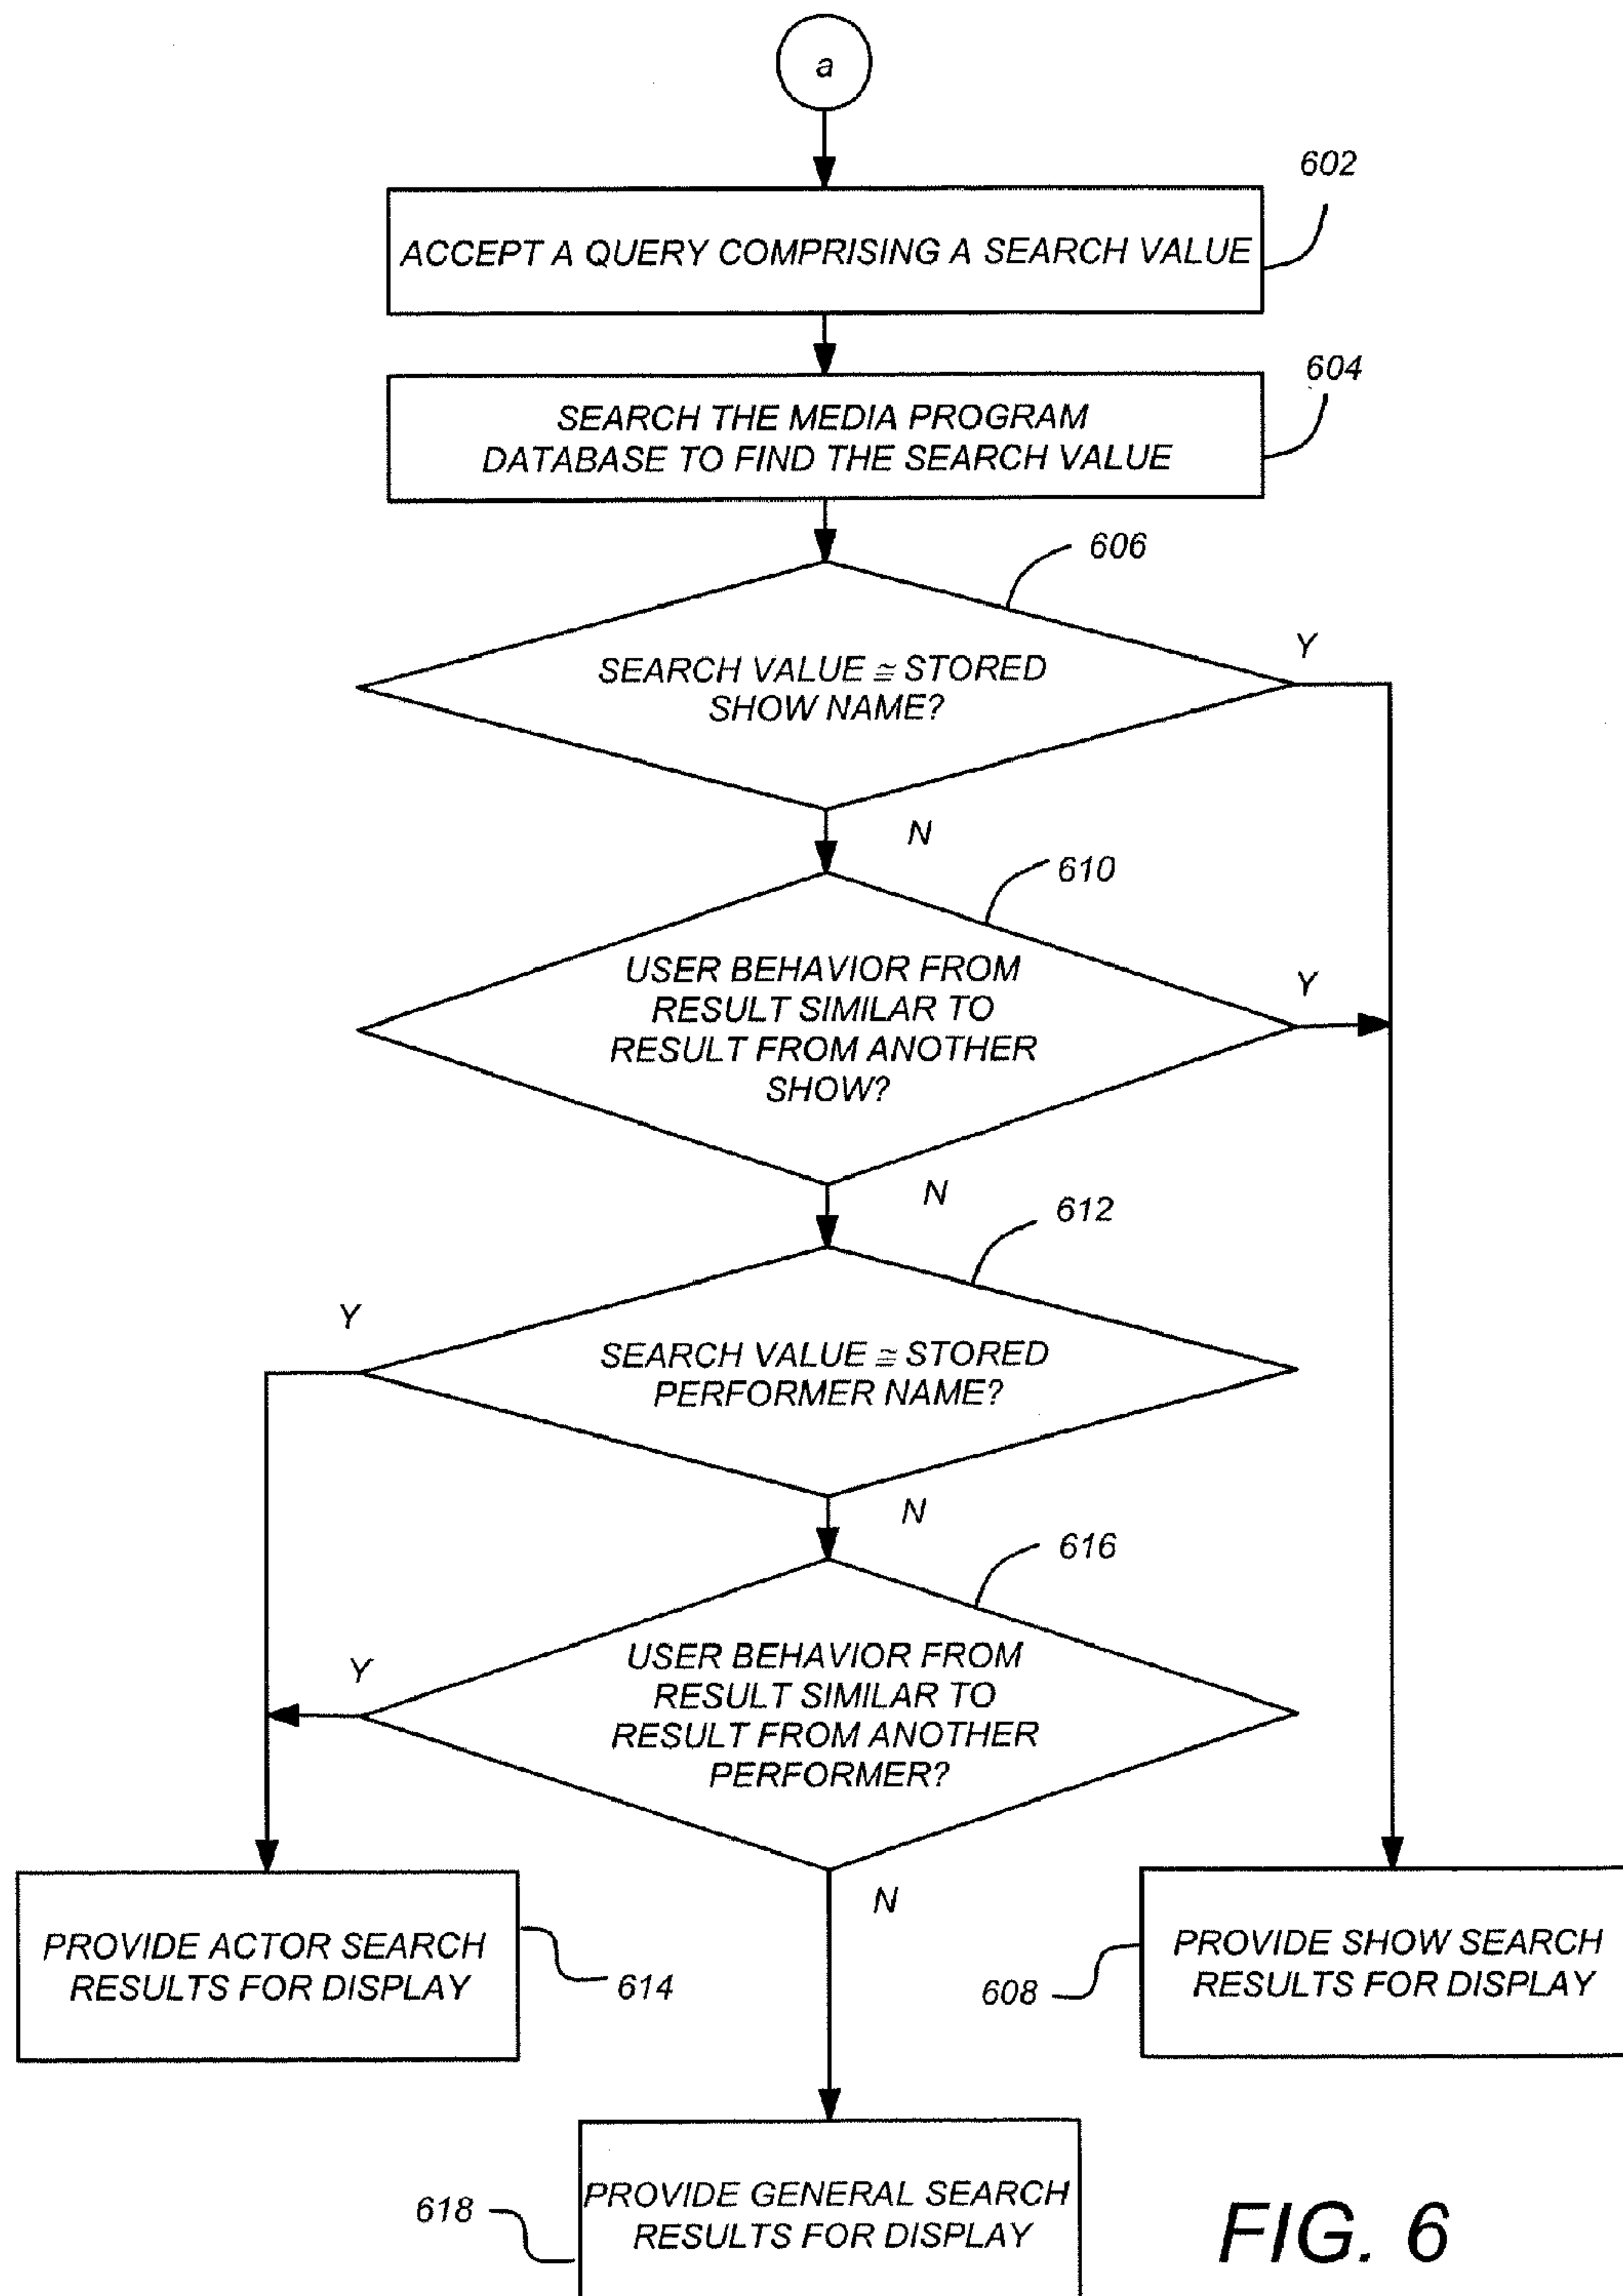 a
602
ACCEPT A QUERY COMPRISING A SEARCH VALUE
604
SEARCH THE MEDIA PROGRAM
DATABASE TO FIND THE SEARCH VALUE
606
Y
SEARCH VALUE ≅ STORED
SHOW NAME?
N
610
Y
USER BEHAVIOR FROM
RESULT SIMILAR TO
RESULT FROM ANOTHER
SHOW?
N
612
Y
SEARCH VALUE ≅ STORED
PERFORMER NAME?
N
616
Y
USER BEHAVIOR FROM
RESULT SIMILAR TO
RESULT FROM ANOTHER
PERFORMER?
N
PROVIDE ACTOR SEARCH
RESULTS FOR DISPLAY
614
608
PROVIDE SHOW SEARCH
RESULTS FOR DISPLAY
618
PROVIDE GENERAL SEARCH
RESULTS FOR DISPLAY
FIG. 6